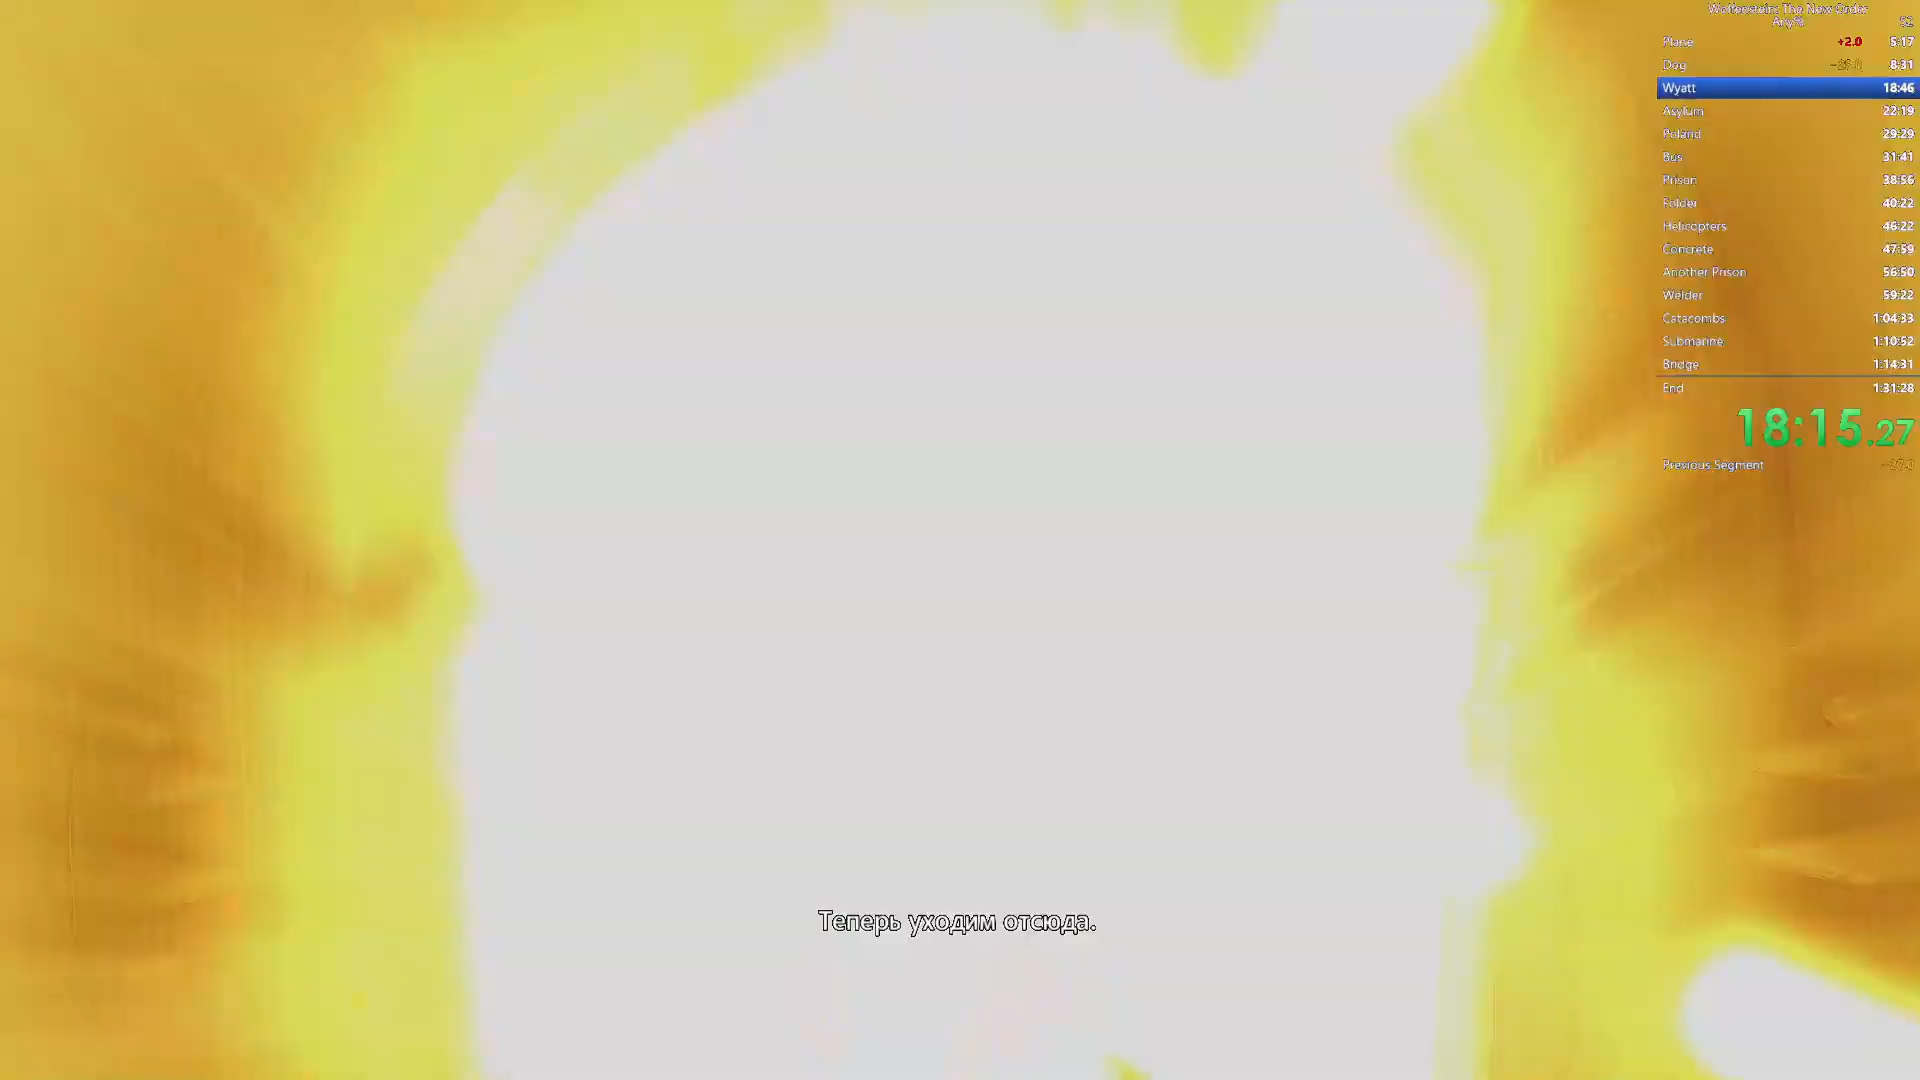 Wolfenstein: The New Order
Any%
52
Plane +2.0 5:17
Dog 8:31
Wyatt 18:46
Asylum 22:19
Poland 29:29
Bus 31:41
Prison 38:56
Folder 40:22
Helicopters 46:22
Concrete 47:59
Another Prison 56:50
Welder 59:22
Catacombs 1:04:33
Submarine 1:10:52
Bridge 1:14:31
End 1:31:28
18:15.27
Previous Segment
Теперь уходим отсюда.